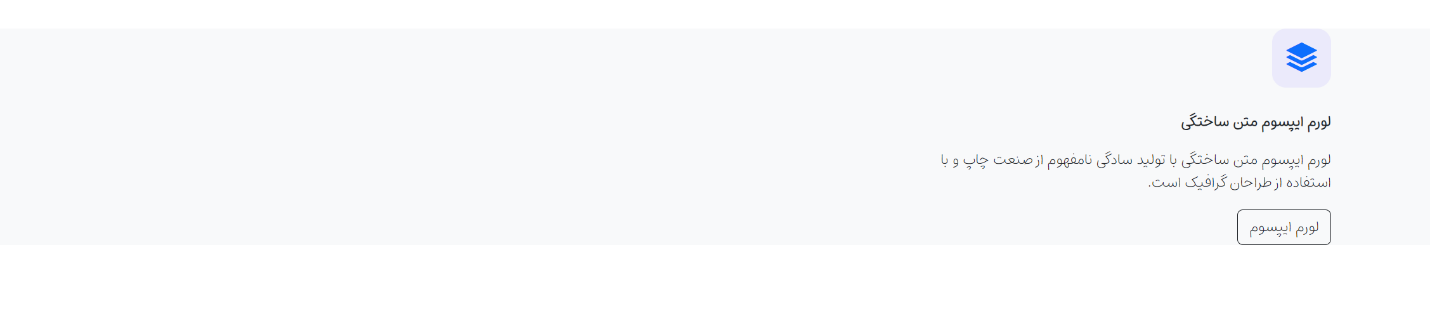 لورم ایپسوم متن ساختگی
لورم ایپسوم متن ساختگی با تولید سادگی نامفهوم از صنعت چاپ و با
استفاده از طراحان گرافیک است.
لورم ایپسوم